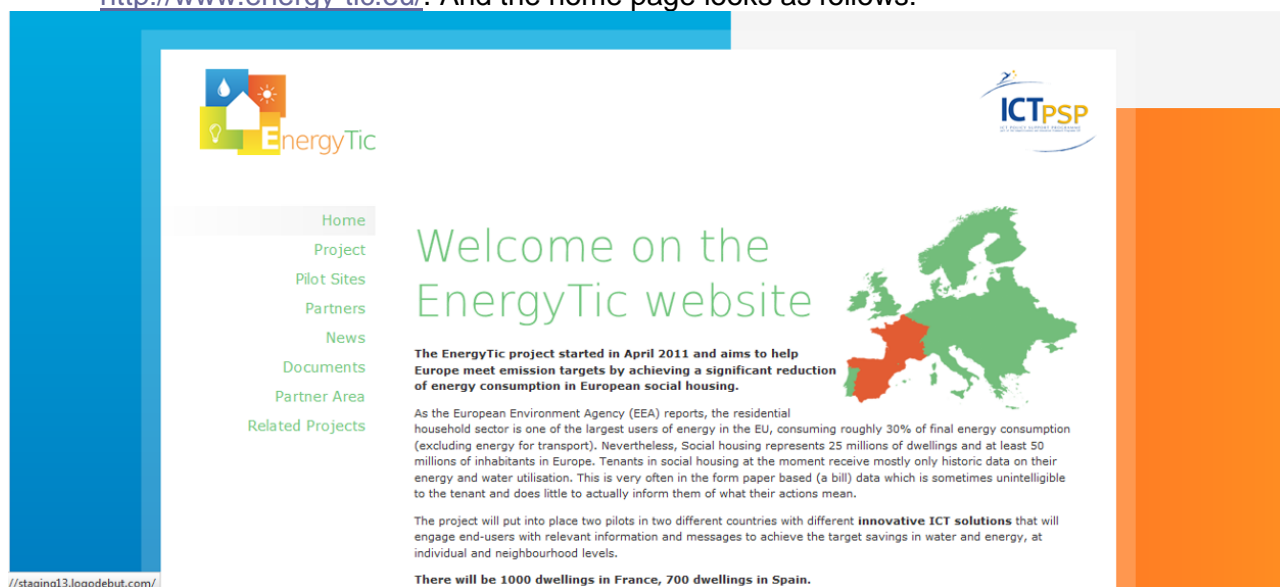 http://www.energy-tic.eu/. And the home page looks as follows:
EnergyTic
ICTPSP
ICT POLICY SUPPORT PROGRAMME
Home
Project
Pilot Sites
Partners
News
Documents
Partner Area
Related Projects
Welcome on the
EnergyTic website
The EnergyTic project started in April 2011 and aims to help
Europe meet emission targets by achieving a significant reduction
of energy consumption in European social housing.
As the European Environment Agency (EEA) reports, the residential
household sector is one of the largest users of energy in the EU, consuming roughly 30% of final energy consumption
(excluding energy for transport). Nevertheless, Social housing represents 25 millions of dwellings and at least 50
millions of inhabitants in Europe. Tenants in social housing at the moment receive mostly only historic data on their
energy and water utilisation. This is very often in the form paper based (a bill) data which is sometimes unintelligible
to the tenant and does little to actually inform them of what their actions mean.
The project will put into place two pilots in two different countries with different innovative ICT solutions that will
engage end-users with relevant information and messages to achieve the target savings in water and energy, at
individual and neighbourhood levels.
There will be 1000 dwellings in France, 700 dwellings in Spain.
//staging13.logodebut.com/